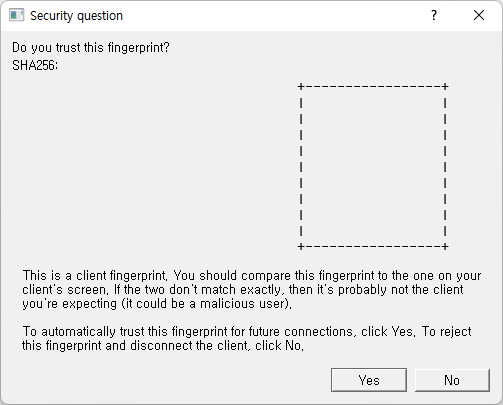 Security question
Do you trust this fingerprint?
SHA256:
+-----------------+
|                 |
|                 |
|                 |
|                 |
|                 |
|                 |
|                 |
|                 |
|                 |
+-----------------+
This is a client fingerprint. You should compare this fingerprint to the one on your
client's screen. If the two don't match exactly, then it's probably not the client
you're expecting (it could be a malicious user).
To automatically trust this fingerprint for future connections, click Yes. To reject
this fingerprint and disconnect the client, click No.
Yes No